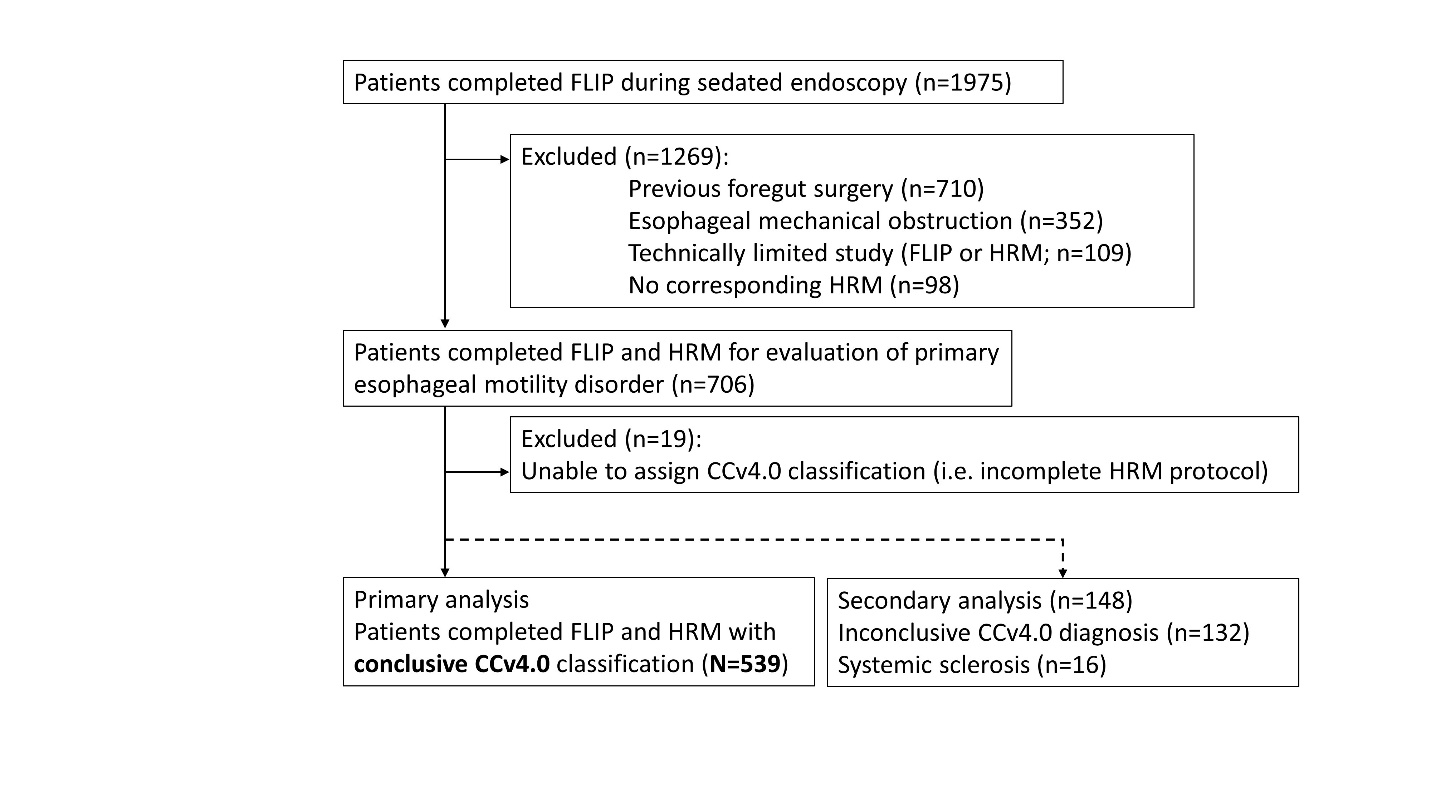 Patients completed FLIP during sedated endoscopy (n=1975)
Excluded (n=1269):
Previous foregut surgery (n=710)
Esophageal mechanical obstruction (n=352)
Technically limited study (FLIP or HRM; n=109)
No corresponding HRM (n=98)
Patients completed FLIP and HRM for evaluation of primary
esophageal motility disorder (n=706)
Excluded (n=19):
Unable to assign CCv4.0 classification (i.e. incomplete HRM protocol)
Primary analysis
Patients completed FLIP and HRM with
conclusive CCv4.0 classification (N=539)
Secondary analysis (n=148)
Inconclusive CCv4.0 diagnosis (n=132)
Systemic sclerosis (n=16)